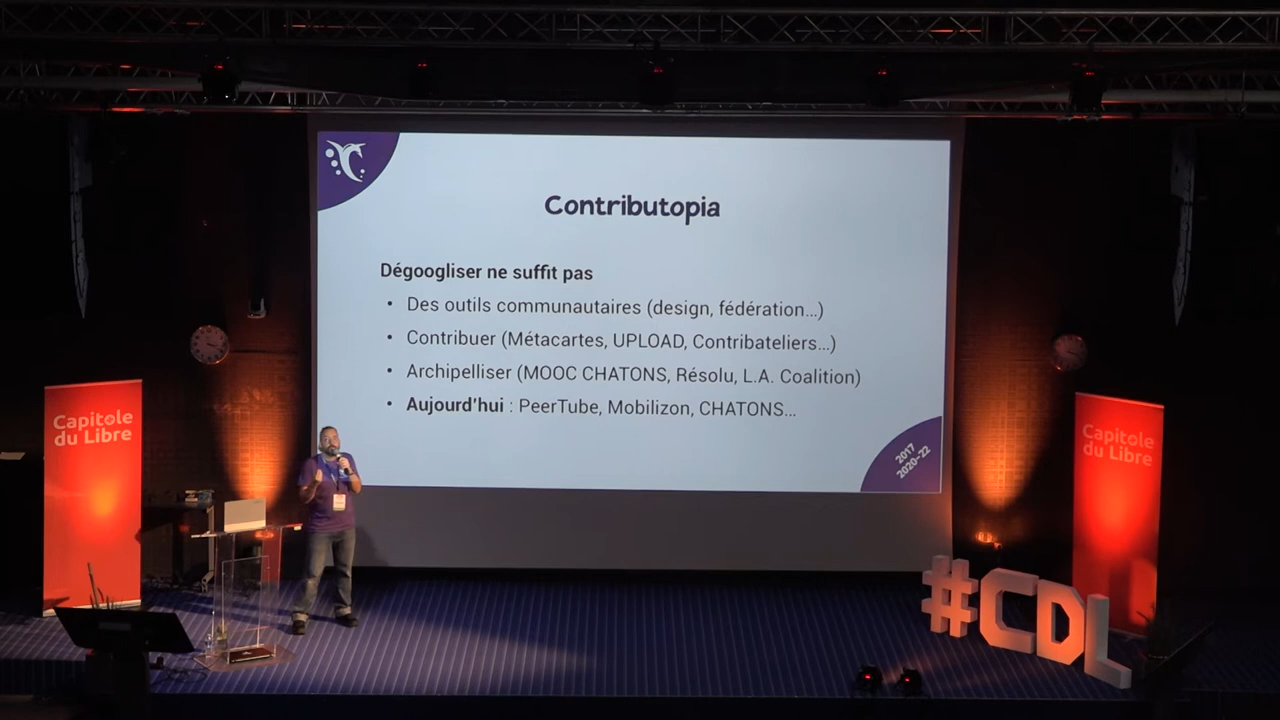 Contributopia
Dégoogliser ne suffit pas
• Des outils communautaires (design, fédération...)
• Contribuer (Métacartes, UPLOAD, Contribateliers...)
• Archipelliser (MOOC CHATONS, Résolu, L.A. Coalition)
• Aujourd'hui : PeerTube, Mobilizon, CHATONS...
2017
2020-22
Capitole
du Libre
Capitole
du Libre
#CDL